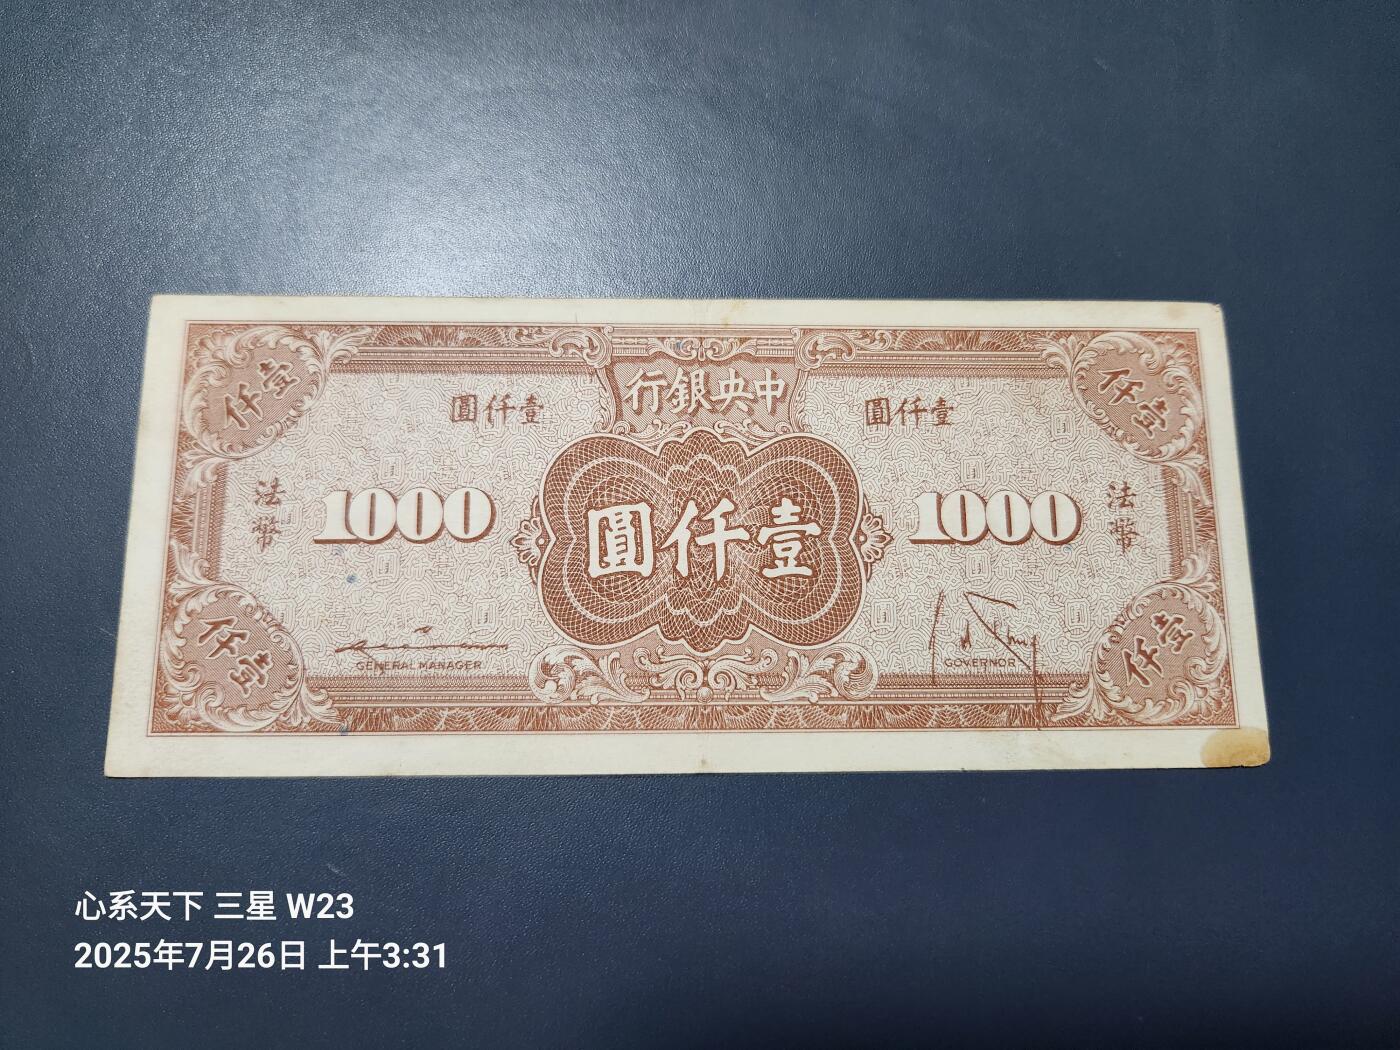 中央銀行
壹仟 壹仟
壹仟圓 壹仟圓
法幣 法幣
1000 壹仟圓 1000
GENERAL MANAGER GOVERNOR
壹仟 壹仟
心系天下 三星 W23
2025年7月26日 上午3:31